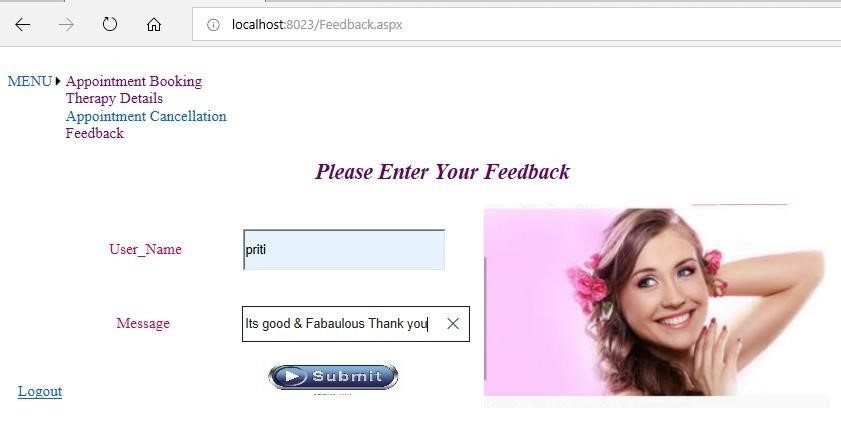 localhost:8023/Feedback.aspx
MENU Appointment Booking
Therapy Details
Appointment Cancellation
Feedback
Please Enter Your Feedback
User_Name priti
Message Its good & Fabaulous Thank you
Submit
Logout